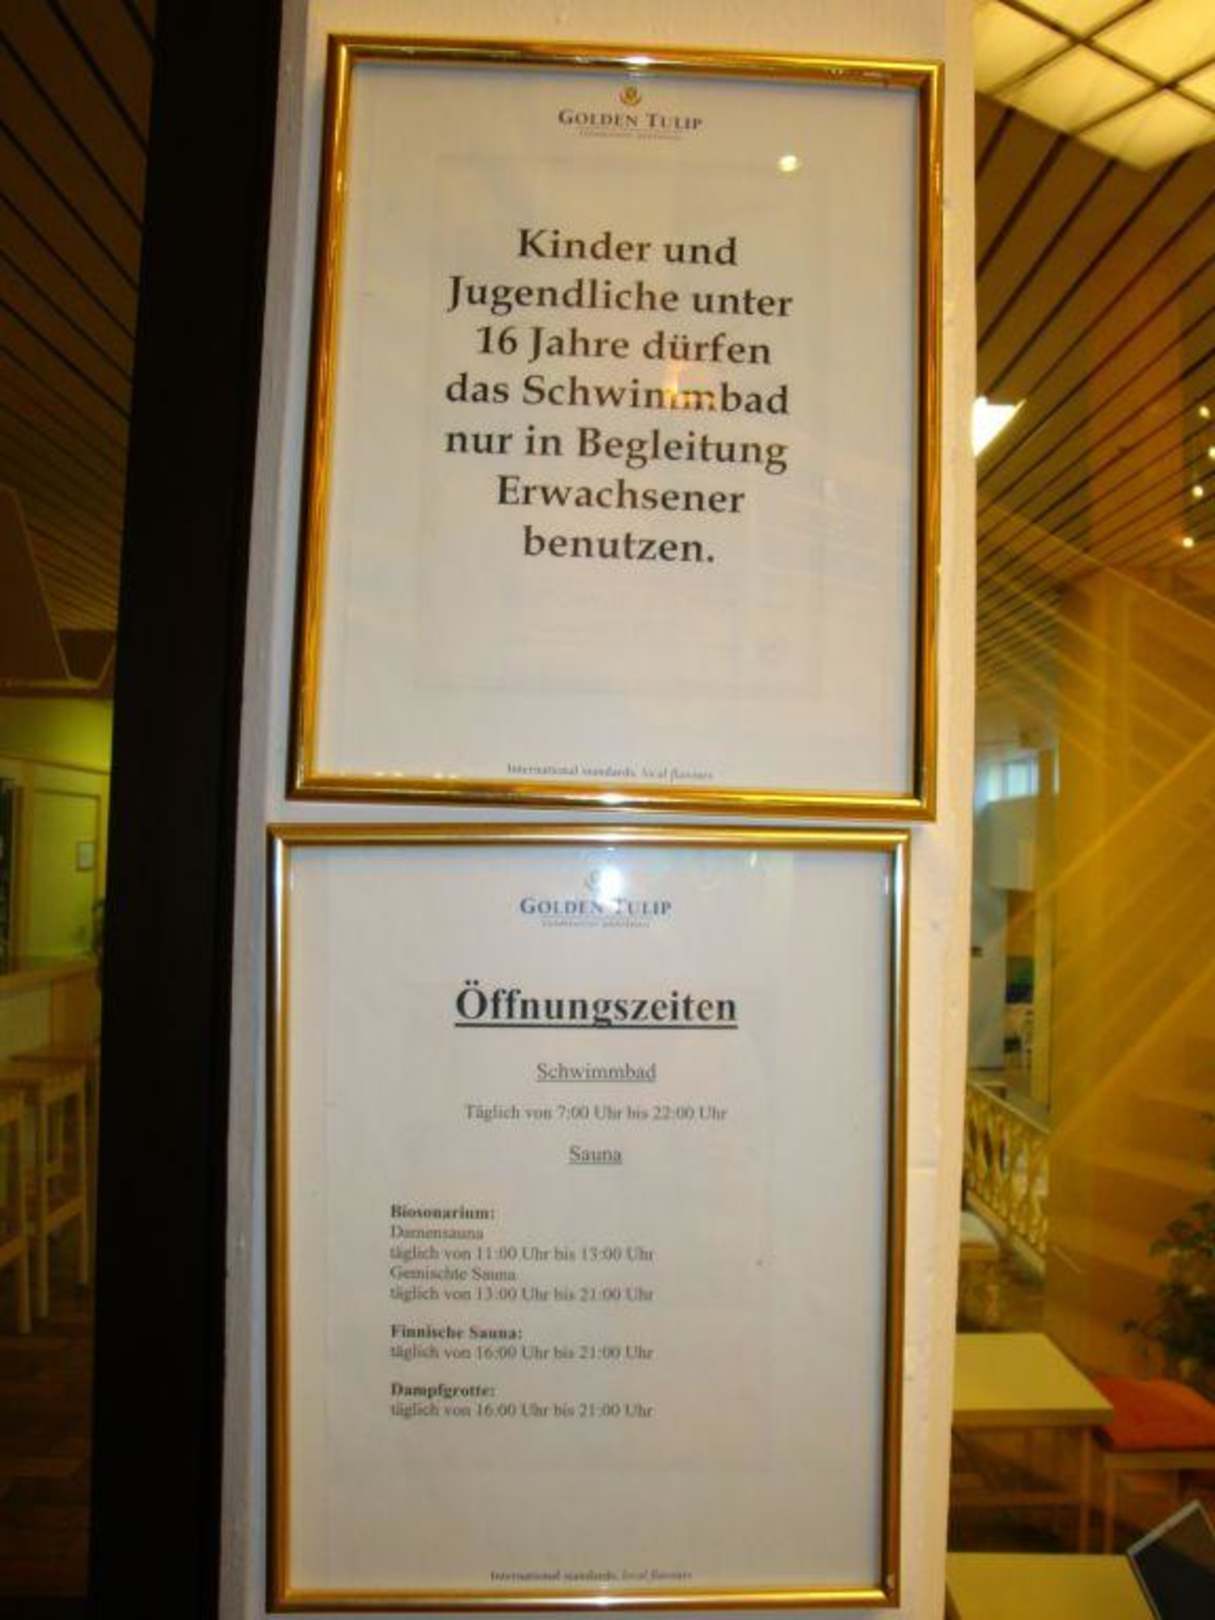 GOLDEN TULIP
Kinder und
Jugendliche unter
16 Jahre dürfen
das Schwimmbad
nur in Begleitung
Erwachsener
benutzen.
International standards, local flavours
GOLDEN TULIP
Öffnungszeiten
Schwimmbad
Täglich von 7:00 Uhr bis 22:00 Uhr
Sauna
Biosonarium:
Damensauna
täglich von 11:00 Uhr bis 13:00 Uhr
Gemischte Sauna
täglich von 13:00 Uhr bis 21:00 Uhr
Finnische Sauna:
täglich von 16:00 Uhr bis 21:00 Uhr
Dampfgrotte:
täglich von 16:00 Uhr bis 21:00 Uhr
International standards, local flavours